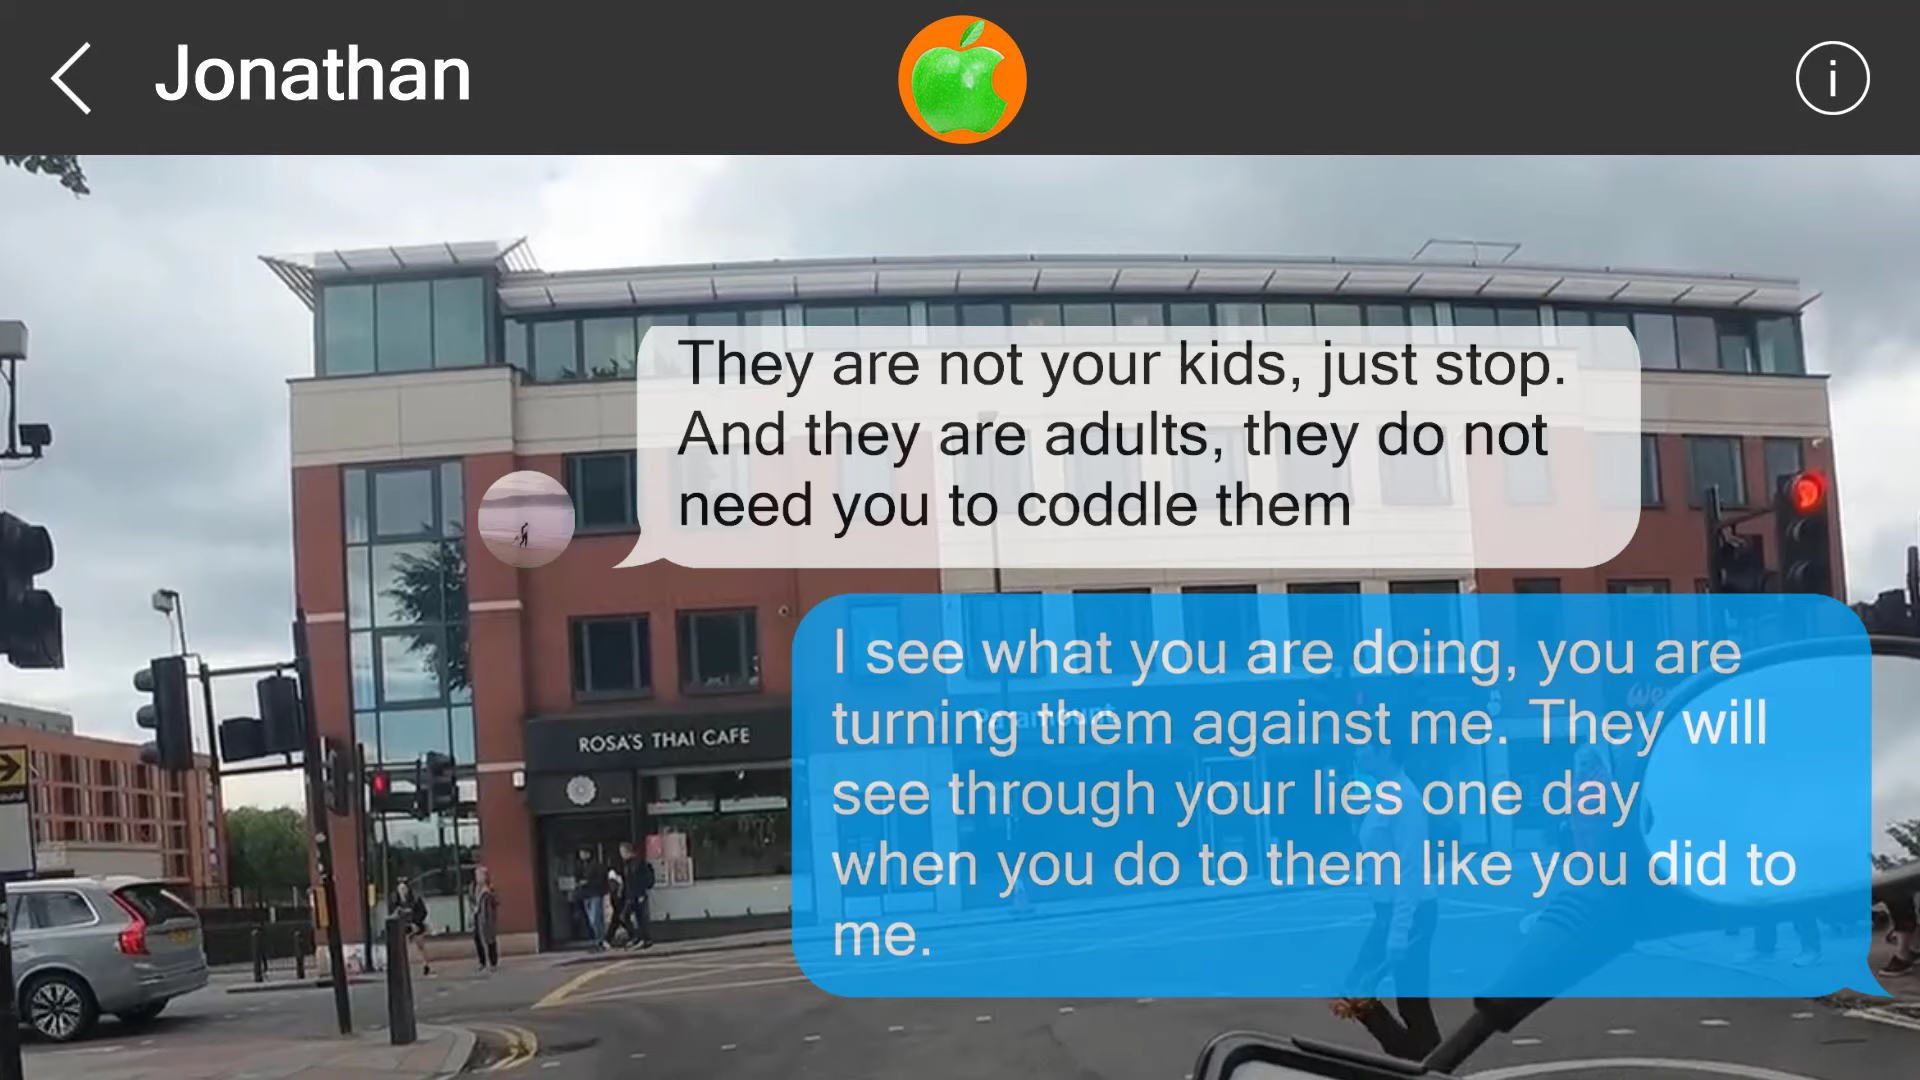 Jonathan
They are not your kids, just stop.
And they are adults, they do not
need you to coddle them
I see what you are doing, you are
turning them against me. They will
see through your lies one day
when you do to them like you did to
me.
ROSA'S THAI CAFE
Paramount